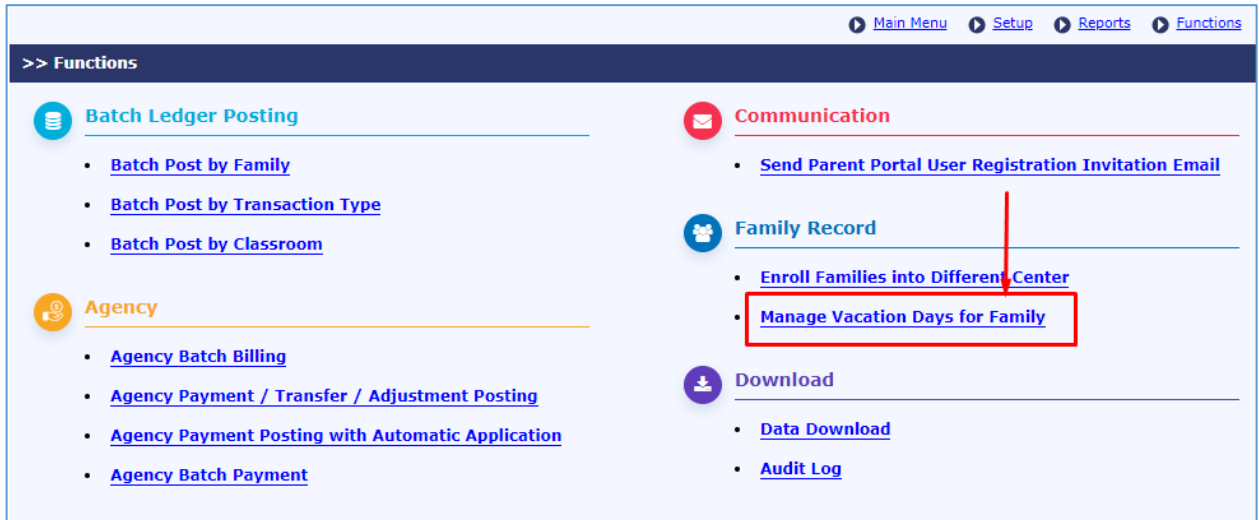 Main Menu Setup Reports Functions
>> Functions
Batch Ledger Posting
Batch Post by Family
Batch Post by Transaction Type
Batch Post by Classroom
Agency
Agency Batch Billing
Agency Payment / Transfer / Adjustment Posting
Agency Payment Posting with Automatic Application
Agency Batch Payment
Communication
Send Parent Portal User Registration Invitation Email
Family Record
Enroll Families into Different Center
Manage Vacation Days for Family
Download
Data Download
Audit Log